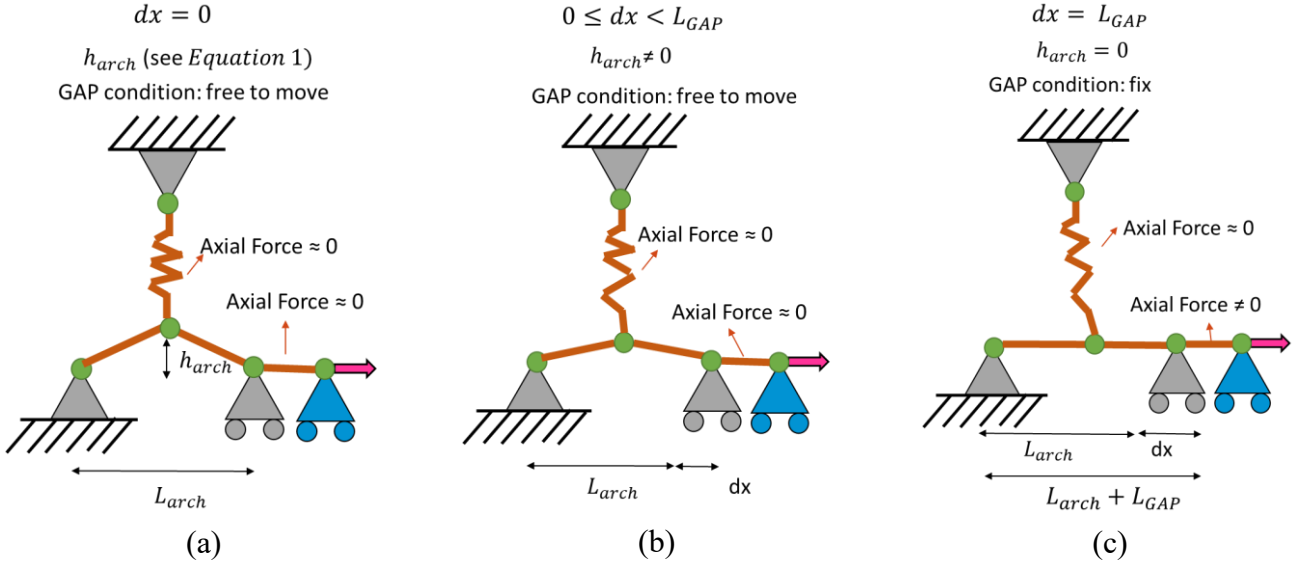 dx = 0
h_arch (see Equation 1)
GAP condition: free to move
Axial Force ≈ 0
Axial Force ≈ 0
h_arch
L_arch
(a)
0 ≤ dx < L_GAP
h_arch ≠ 0
GAP condition: free to move
Axial Force ≈ 0
Axial Force ≈ 0
L_arch
dx
(b)
dx = L_GAP
h_arch = 0
GAP condition: fix
Axial Force ≈ 0
Axial Force ≠ 0
L_arch
dx
L_arch + L_GAP
(c)